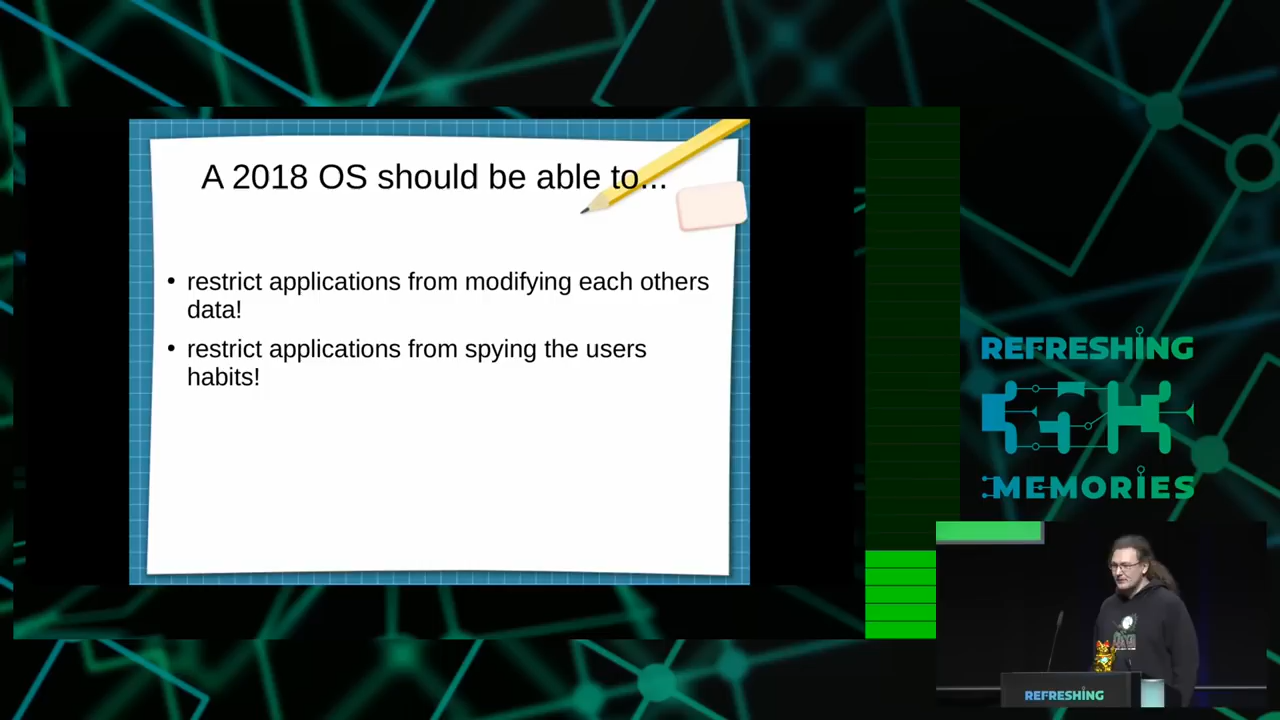 A 2018 OS should be able to...
• restrict applications from modifying each others
data!
• restrict applications from spying the users
habits!
REFRESHING
MEMORIES
REFRESHING